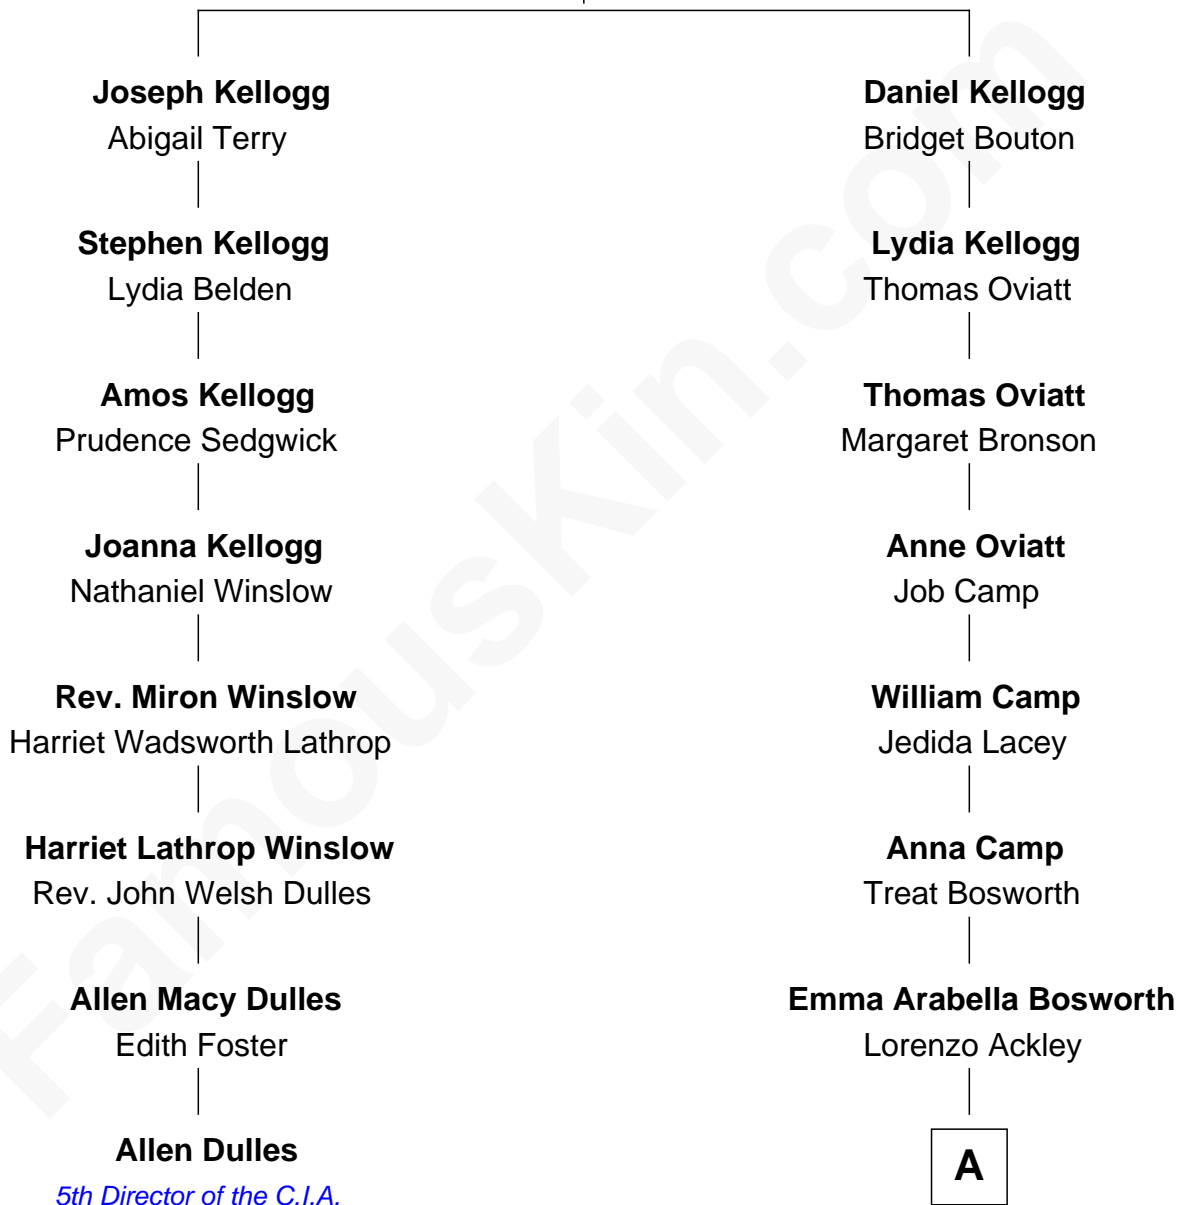 Joseph Kellogg
Abigail Terry
Stephen Kellogg
Lydia Belden
Amos Kellogg
Prudence Sedgwick
Joanna Kellogg
Nathaniel Winslow
Rev. Miron Winslow
Harriet Wadsworth Lathrop
Harriet Lathrop Winslow
Rev. John Welsh Dulles
Allen Macy Dulles
Edith Foster
Allen Dulles
5th Director of the C.I.A.
Daniel Kellogg
Bridget Bouton
Lydia Kellogg
Thomas Oviatt
Thomas Oviatt
Margaret Bronson
Anne Oviatt
Job Camp
William Camp
Jedida Lacey
Anna Camp
Treat Bosworth
Emma Arabella Bosworth
Lorenzo Ackley
A
FamousKin.com